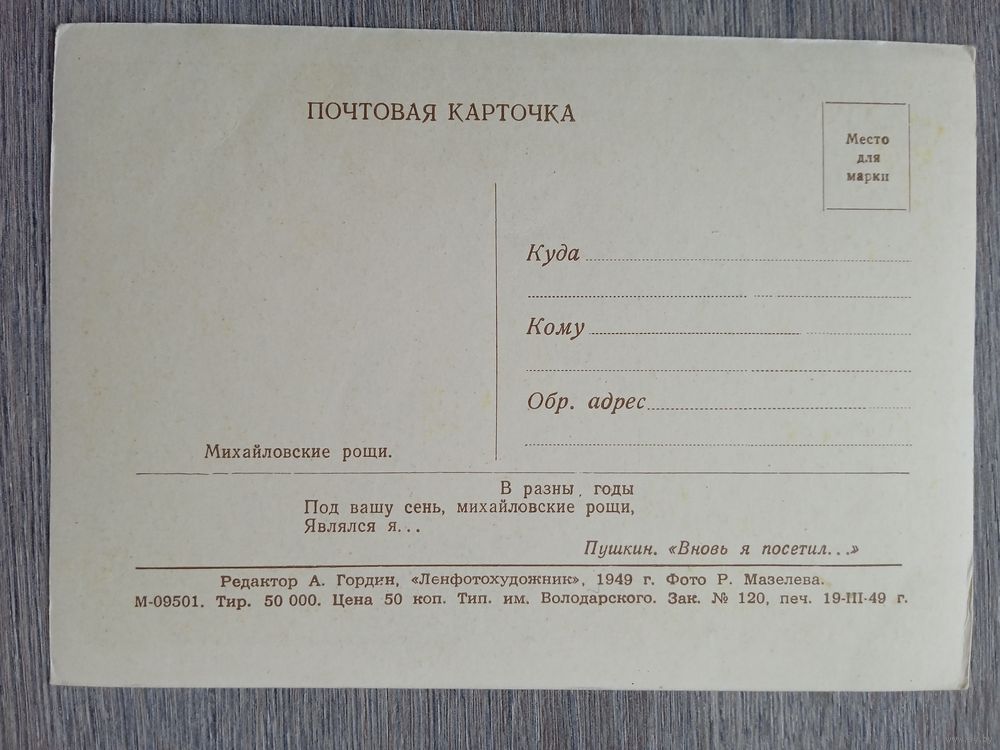 ПОЧТОВАЯ КАРТОЧКА
Место
для
марки
Куда
Кому
Обр. адрес
Михайловские рощи.
В разны, годы
Под вашу сень, михайловские рощи,
Являлся я...
Пушкин. «Вновь я посетил...»
Редактор А. Гордин, «Ленфотохудожник», 1949 г. Фото Р. Мазелева.
М-09501. Тир. 50 000. Цена 50 коп. Тип. им. Володарского. Зак. № 120, печ. 19-III-49 г.